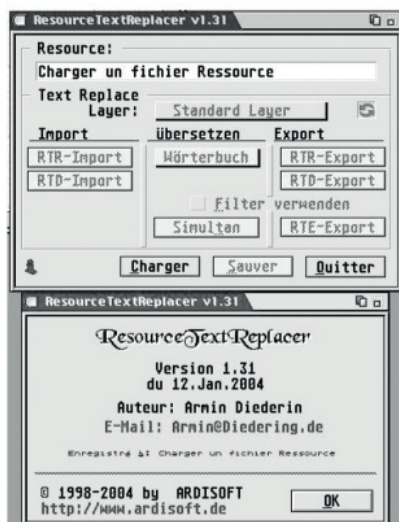 ResourceTextReplacer v1.31
Resource:
Charger un fichier Ressource
Text Replace
Layer: Standard Layer
Import übersetzen Export
RTR-Import Wörterbuch RTR-Export
RTD-Import RTD-Export
Filter verwenden
Simultan RTE-Export
Charger Sauver Quitter
ResourceTextReplacer v1.31
ResourceTextReplacer
Version 1.31
du 12.Jan.2004
Auteur: Armin Diederin
E-Mail: Armin@Diedering.de
Enregistré à: Charger un fichier Ressource
© 1998-2004 by ARDISOFT
http://www.ardisoft.de OK